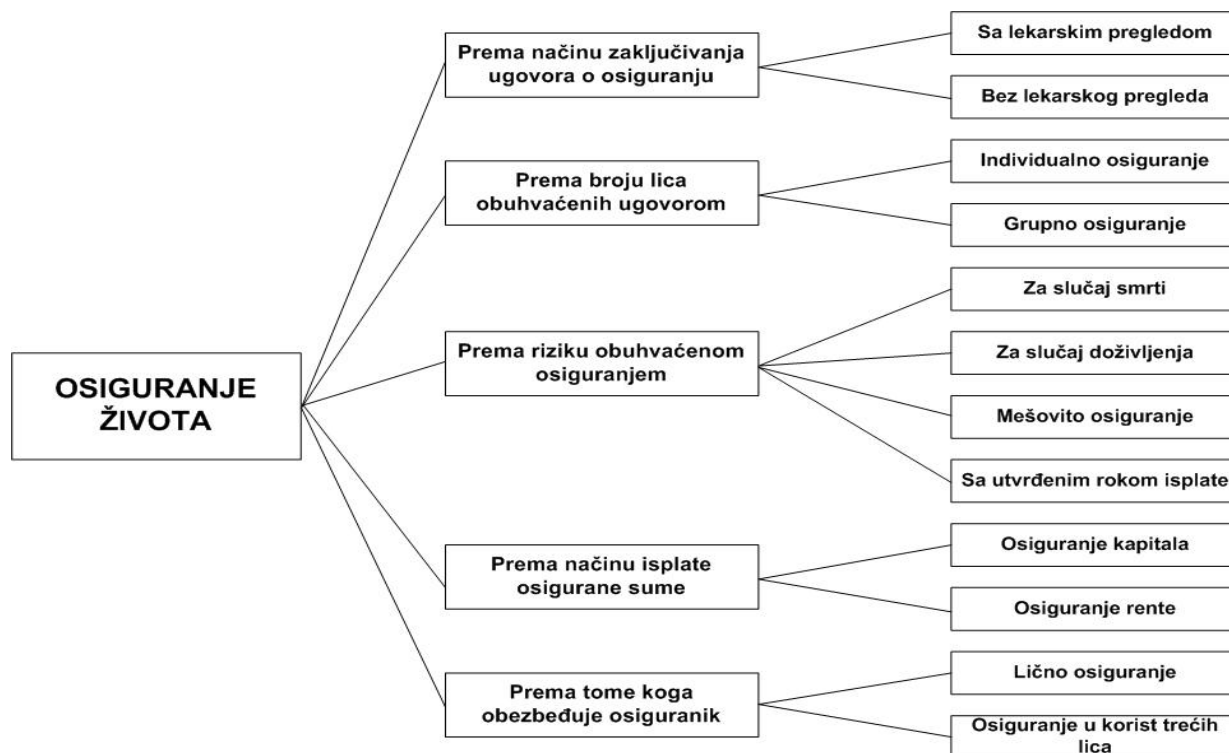 OSIGURANJE
ŽIVOTA
Prema načinu zaključivanja
ugovora o osiguranju
Sa lekarskim pregledom
Bez lekarskog pregleda
Prema broju lica
obuhvaćenih ugovorom
Individualno osiguranje
Grupno osiguranje
Prema riziku obuhvaćenom
osiguranjem
Za slučaj smrti
Za slučaj doživljenja
Mešovito osiguranje
Sa utvrđenim rokom isplate
Prema načinu isplate
osigurane sume
Osiguranje kapitala
Osiguranje rente
Prema tome koga
obezbeđuje osiguranik
Lično osiguranje
Osiguranje u korist trećih
lica